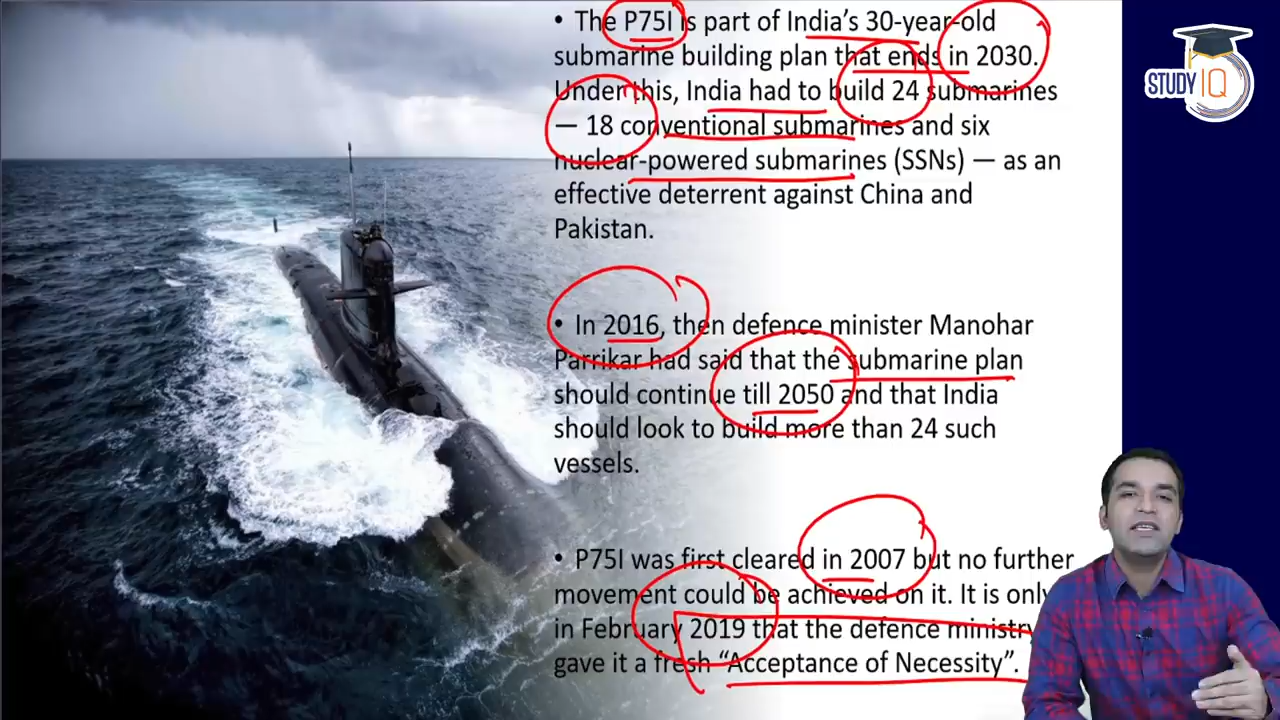 • The P75I is part of India's 30-year-old
submarine building plan that ends in 2030.
Under this, India had to build 24 submarines
— 18 conventional submarines and six
nuclear-powered submarines (SSNs) — as an
effective deterrent against China and
Pakistan.
• In 2016, then defence minister Manohar
Parrikar had said that the submarine plan
should continue till 2050 and that India
should look to build more than 24 such
vessels.
• P75I was first cleared in 2007 but no further
movement could be achieved on it. It is only
in February 2019 that the defence ministry
gave it a fresh “Acceptance of Necessity”.
STUDY IQ